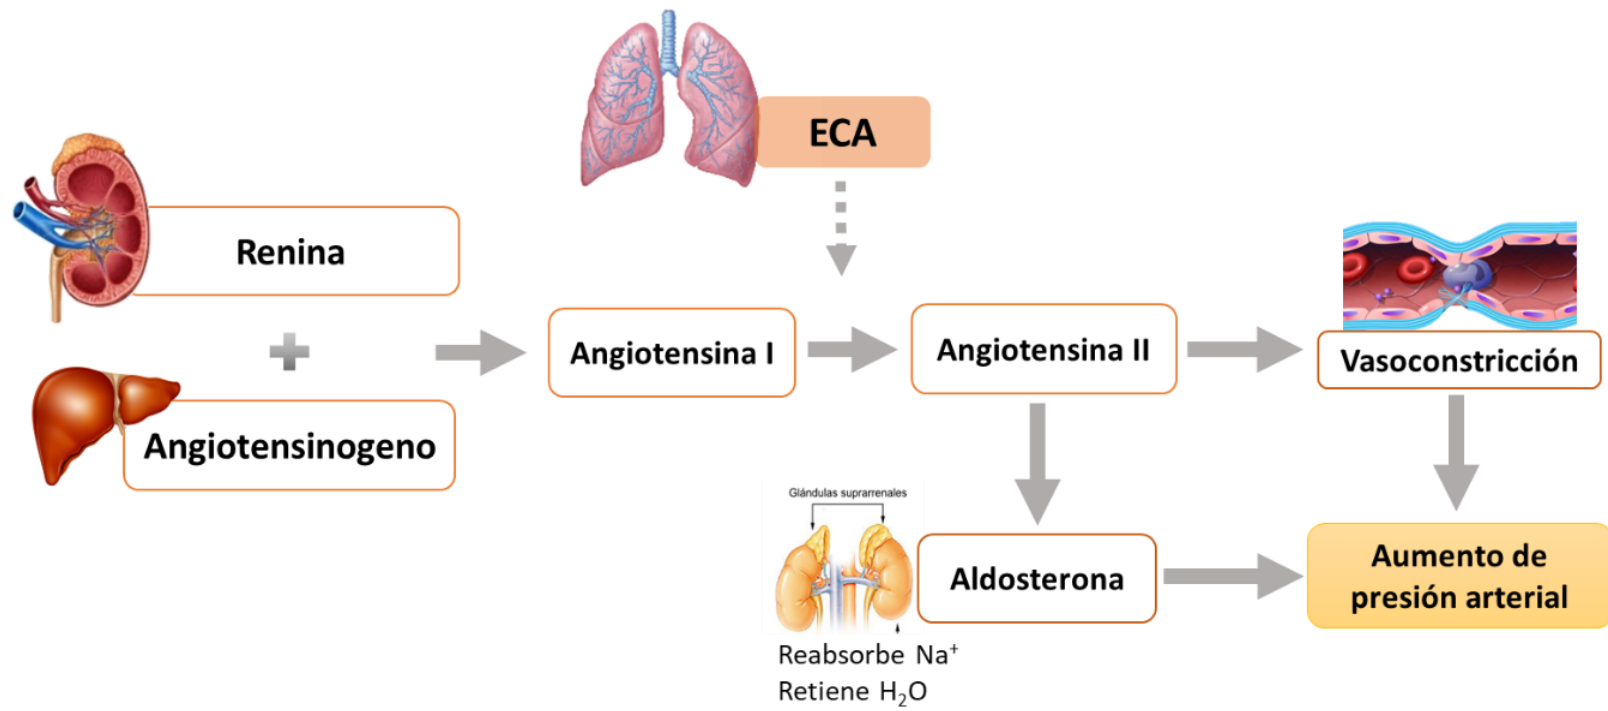 ECA
Renina
Angiotensinogeno
Angiotensina I
Angiotensina II
Vasoconstricción
Glándulas suprarrenales
Aldosterona
Reabsorbe Na⁺
Retiene H₂O
Aumento de
presión arterial